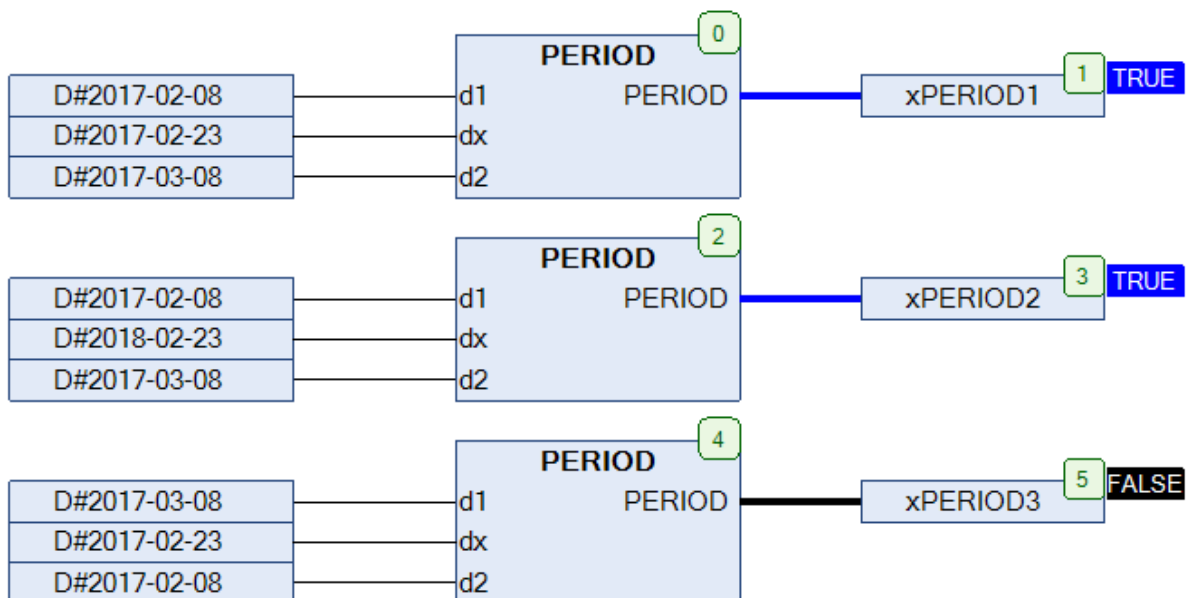 0
PERIOD
1 TRUE
D#2017-02-08 d1 PERIOD xPERIOD1
D#2017-02-23 dx
D#2017-03-08 d2
2
PERIOD
3 TRUE
D#2017-02-08 d1 PERIOD xPERIOD2
D#2018-02-23 dx
D#2017-03-08 d2
4
PERIOD
5 FALSE
D#2017-03-08 d1 PERIOD xPERIOD3
D#2017-02-23 dx
D#2017-02-08 d2